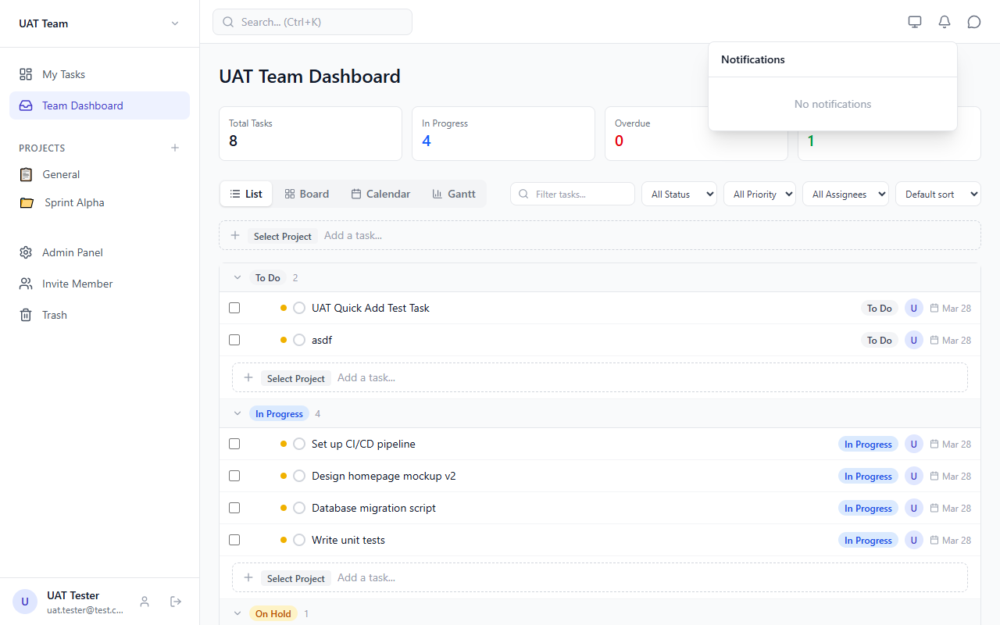 UAT Team
Search... (Ctrl+K)
My Tasks
Team Dashboard
PROJECTS
General
Sprint Alpha
Admin Panel
Invite Member
Trash
UAT Tester
uat.tester@test.c...
U
Notifications
No notifications
UAT Team Dashboard
Total Tasks
8
In Progress
4
Overdue
0
1
List
Board
Calendar
Gantt
Filter tasks...
All Status
All Priority
All Assignees
Default sort
Select Project Add a task...
To Do 2
UAT Quick Add Test Task To Do U Mar 28
asdf To Do U Mar 28
Select Project Add a task...
In Progress 4
Set up CI/CD pipeline In Progress U Mar 28
Design homepage mockup v2 In Progress U Mar 28
Database migration script In Progress U Mar 28
Write unit tests In Progress U Mar 28
Select Project Add a task...
On Hold 1